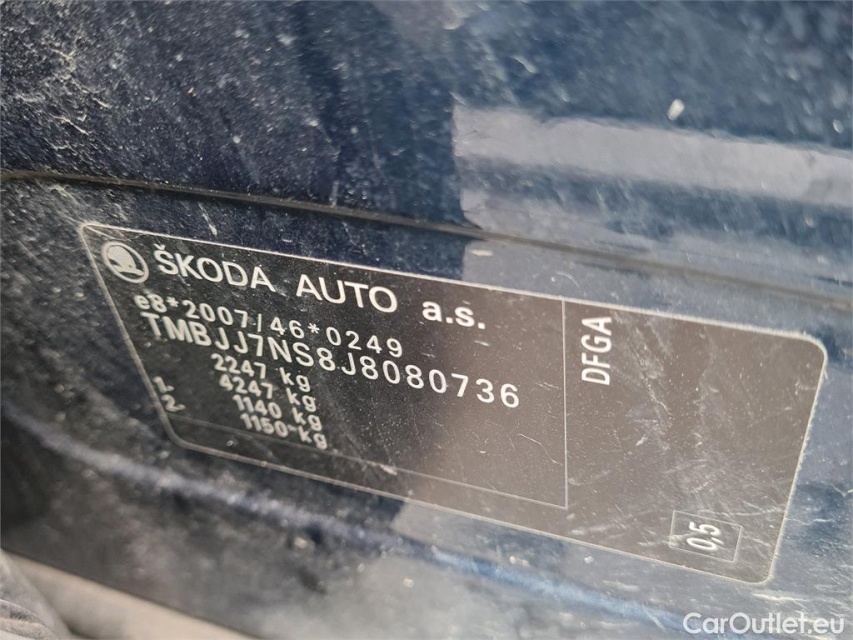 ŠKODA AUTO a.s.
e8*2007/46*0249
TMBJJ7NS8J8080736
2247 kg
4247 kg
1. 1140 kg
2. 1150 kg
DFGA
0,5
CarOutlet.eu